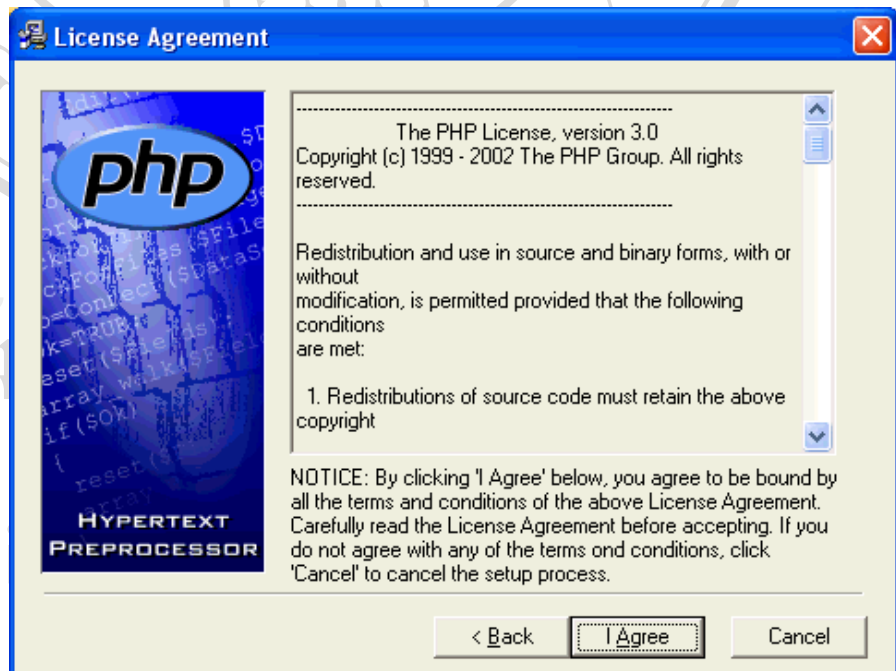 License Agreement
php
HYPERTEXT
PREPROCESSOR
------------------------------------------------------------------
The PHP License, version 3.0
Copyright (c) 1999 - 2002 The PHP Group. All rights
reserved.
------------------------------------------------------------------
Redistribution and use in source and binary forms, with or
without
modification, is permitted provided that the following
conditions
are met:
1. Redistributions of source code must retain the above
copyright
NOTICE: By clicking 'I Agree' below, you agree to be bound by
all the terms and conditions of the above License Agreement.
Carefully read the License Agreement before accepting. If you
do not agree with any of the terms ond conditions, click
'Cancel' to cancel the setup process.
< Back
I Agree
Cancel